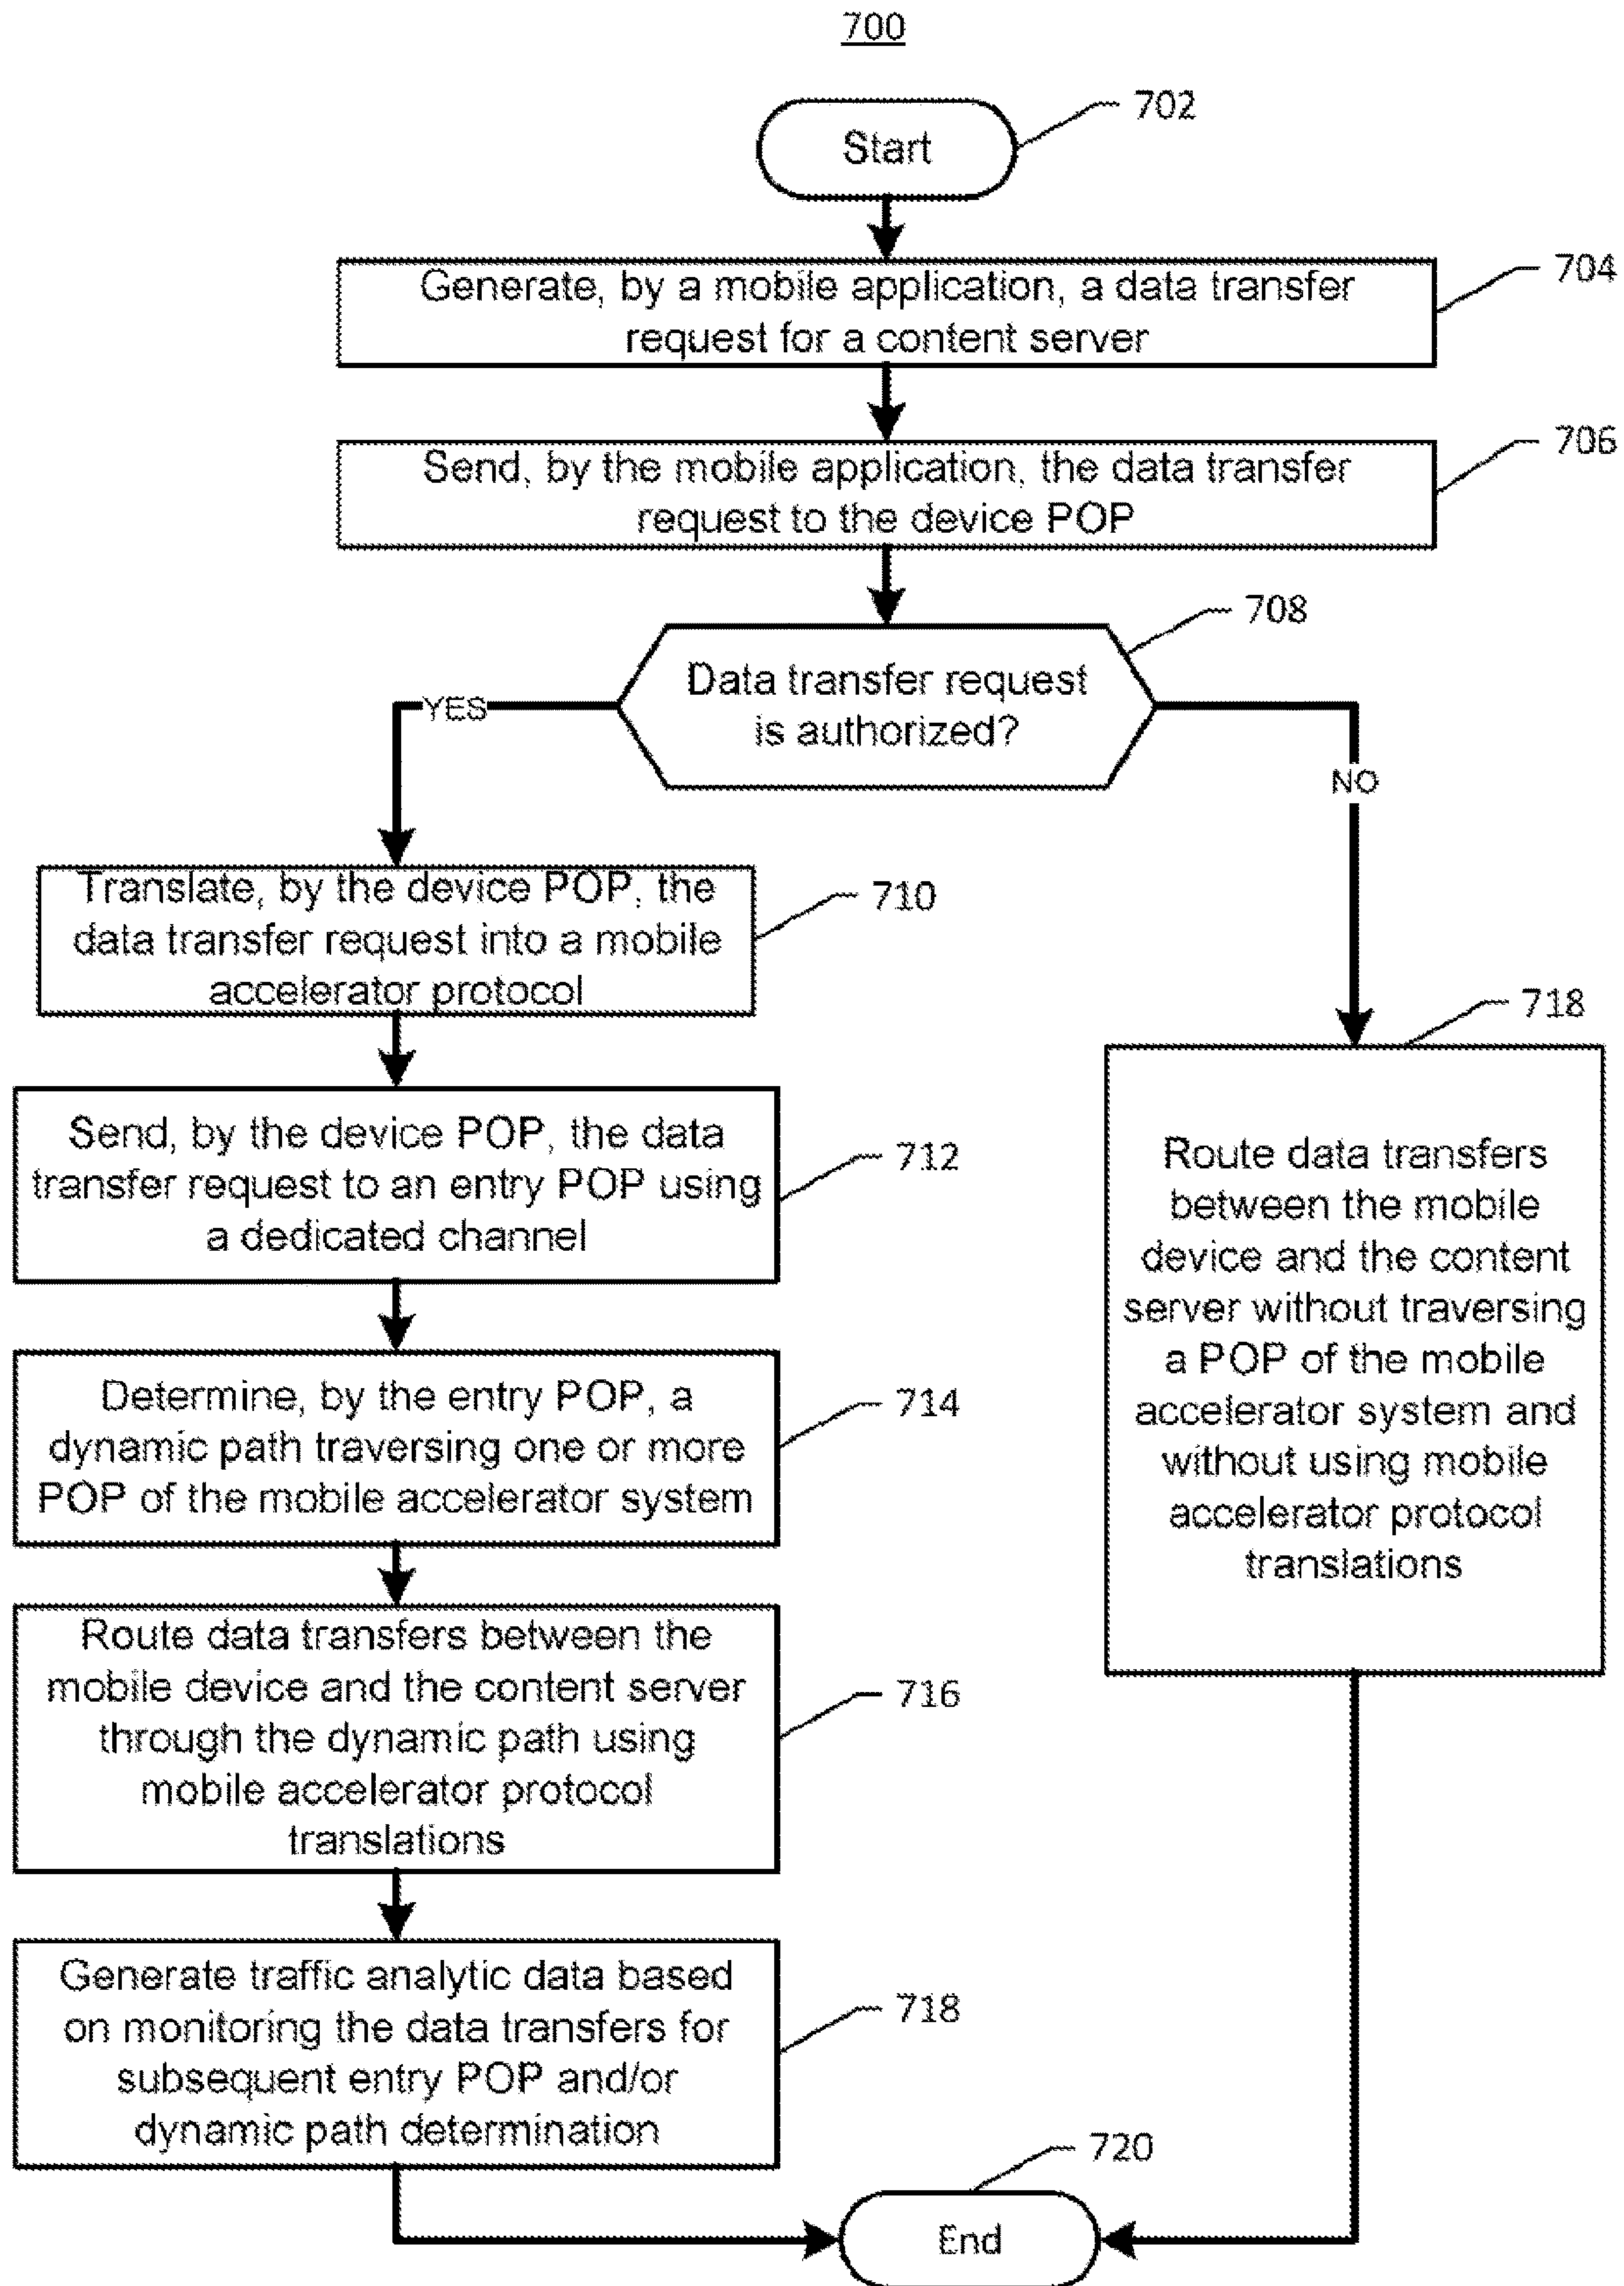 700
Start
702
Generate, by a mobile application, a data transfer
request for a content server
704
Send, by the mobile application, the data transfer
request to the device POP
706
Data transfer request
is authorized?
708
YES
NO
Translate, by the device POP, the
data transfer request into a mobile
accelerator protocol
710
Send, by the device POP, the data
transfer request to an entry POP using
a dedicated channel
712
Determine, by the entry POP, a
dynamic path traversing one or more
POP of the mobile accelerator system
714
Route data transfers between the
mobile device and the content server
through the dynamic path using
mobile accelerator protocol
translations
716
Generate traffic analytic data based
on monitoring the data transfers for
subsequent entry POP and/or
dynamic path determination
718
Route data transfers
between the mobile
device and the content
server without traversing
a POP of the mobile
accelerator system and
without using mobile
accelerator protocol
translations
718
End
720